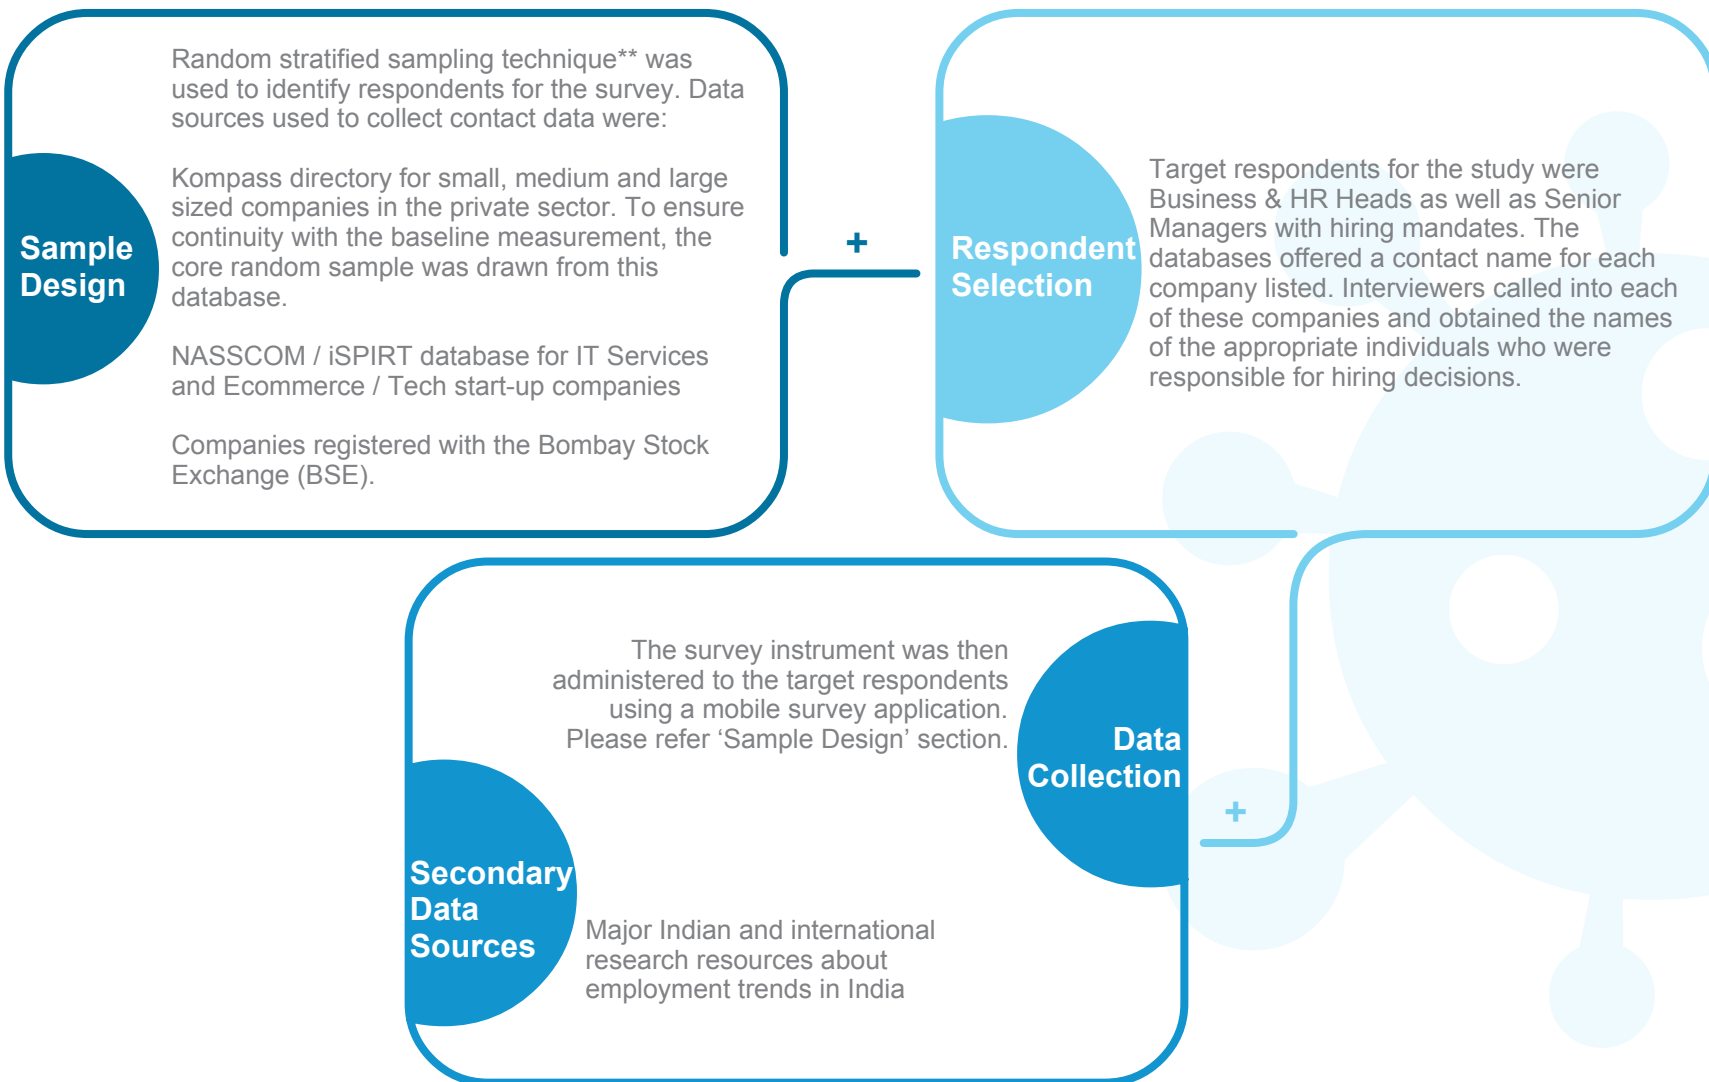 Random stratified sampling technique** was
used to identify respondents for the survey. Data
sources used to collect contact data were:
Kompass directory for small, medium and large
sized companies in the private sector. To ensure
continuity with the baseline measurement, the
core random sample was drawn from this
database.
NASSCOM / iSPIRT database for IT Services
and Ecommerce / Tech start-up companies
Companies registered with the Bombay Stock
Exchange (BSE).
Sample
Design
+
Respondent
Selection
Target respondents for the study were
Business & HR Heads as well as Senior
Managers with hiring mandates. The
databases offered a contact name for each
company listed. Interviewers called into each
of these companies and obtained the names
of the appropriate individuals who were
responsible for hiring decisions.
The survey instrument was then
administered to the target respondents
using a mobile survey application.
Please refer ‘Sample Design’ section.
Data
Collection
+
Secondary
Data
Sources
Major Indian and international
research resources about
employment trends in India